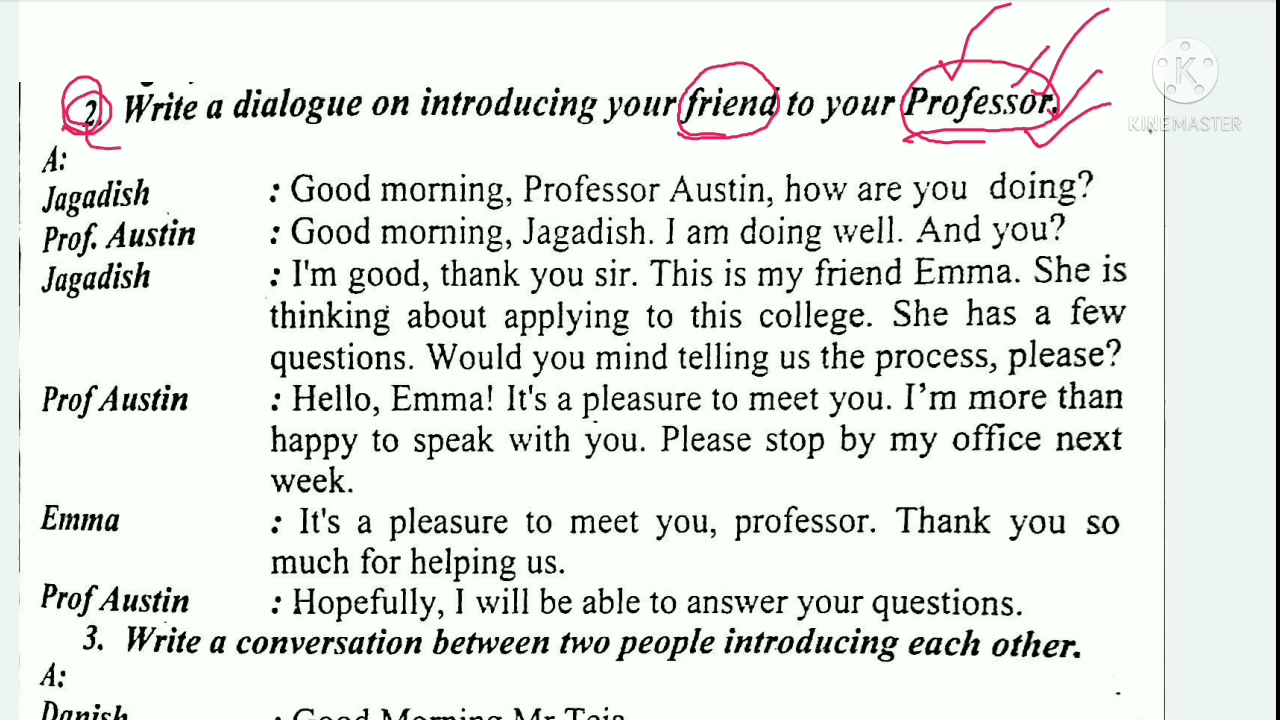 2. Write a dialogue on introducing your friend to your Professor.
KINEMASTER
A:
Jagadish : Good morning, Professor Austin, how are you doing?
Prof. Austin : Good morning, Jagadish. I am doing well. And you?
Jagadish : I'm good, thank you sir. This is my friend Emma. She is
thinking about applying to this college. She has a few
questions. Would you mind telling us the process, please?
Prof Austin : Hello, Emma! It's a pleasure to meet you. I'm more than
happy to speak with you. Please stop by my office next
week.
Emma : It's a pleasure to meet you, professor. Thank you so
much for helping us.
Prof Austin : Hopefully, I will be able to answer your questions.
3. Write a conversation between two people introducing each other.
A:
Danish : Good Morning Mr Teja